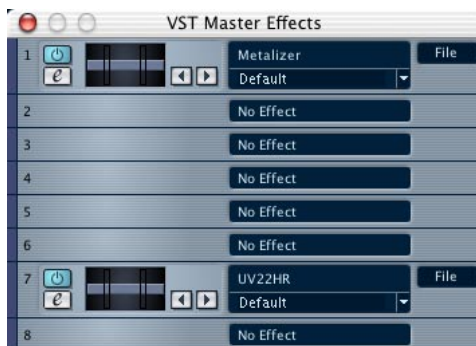 VST Master Effects
1 e Metalizer File
Default
2 No Effect
3 No Effect
4 No Effect
5 No Effect
6 No Effect
7 e UV22HR File
Default
8 No Effect